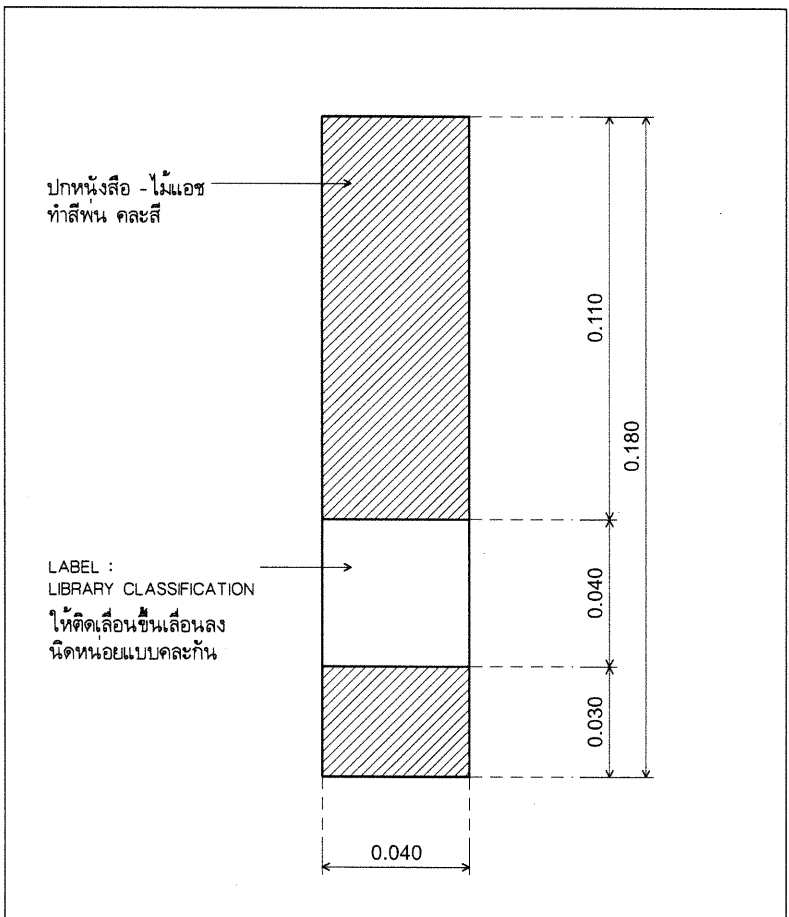 ปกหนังสือ - ไม้แอช
ทำสีพ่น คละสี
0.110
0.180
LABEL :
LIBRARY CLASSIFICATION
ให้ติดเลื่อนขึ้นเลื่อนลง
นิดหน่อยแบบคละกัน
0.040
0.030
0.040